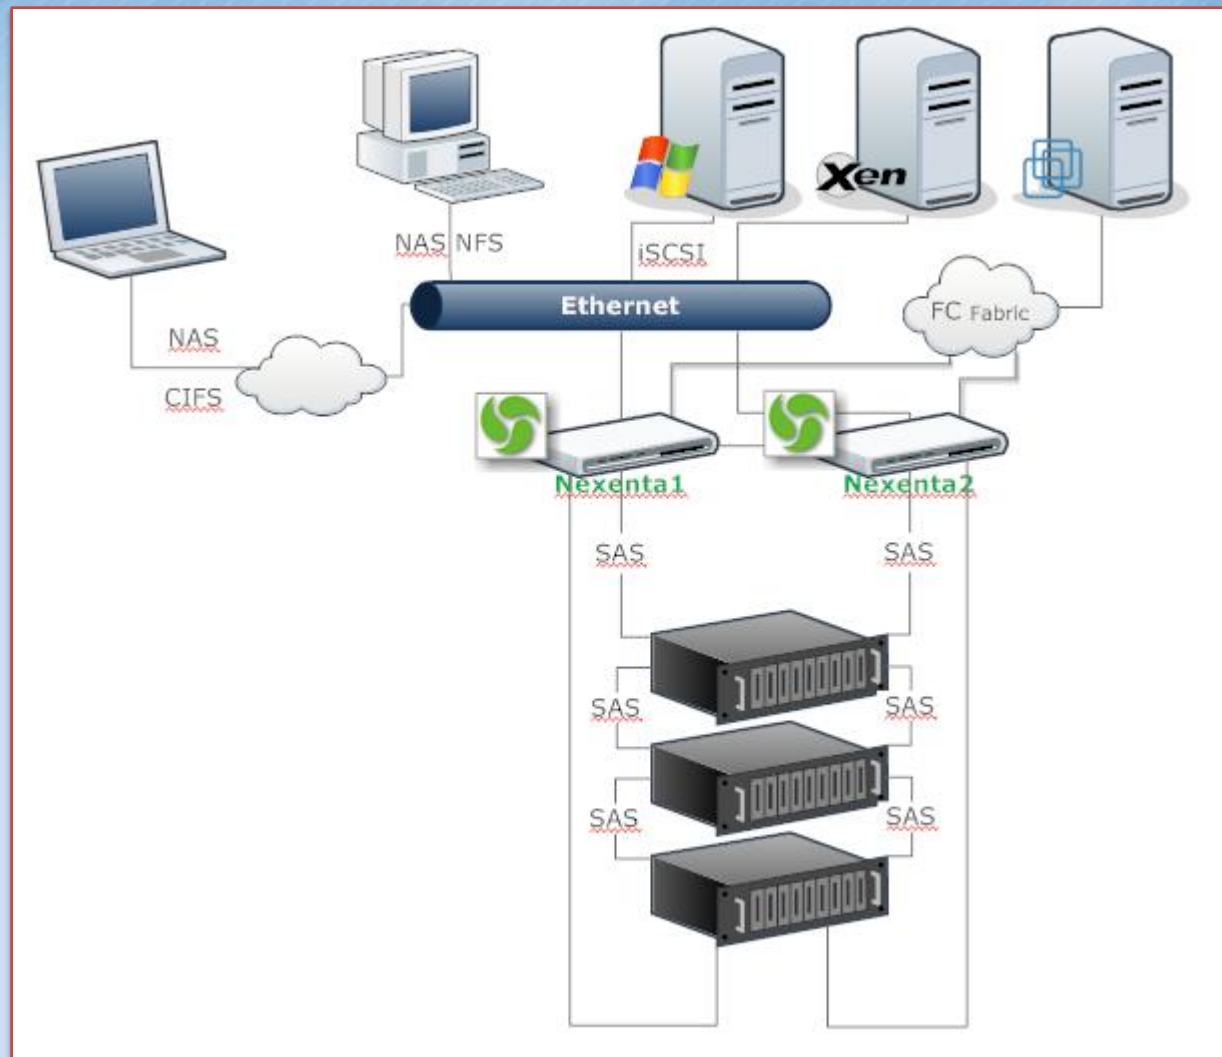 Xen
NAS NFS
iSCSI
Ethernet
FC Fabric
NAS
CIFS
Nexenta1
Nexenta2
SAS
SAS
SAS
SAS
SAS
SAS